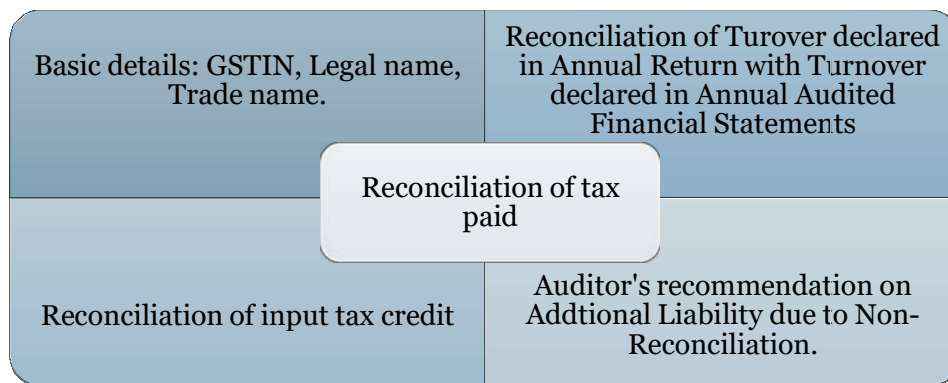 Basic details: GSTIN, Legal name,
Trade name.
Reconciliation of Turover declared
in Annual Return with Turnover
declared in Annual Audited
Financial Statements
Reconciliation of tax
paid
Reconciliation of input tax credit
Auditor's recommendation on
Addtional Liability due to Non-
Reconciliation.